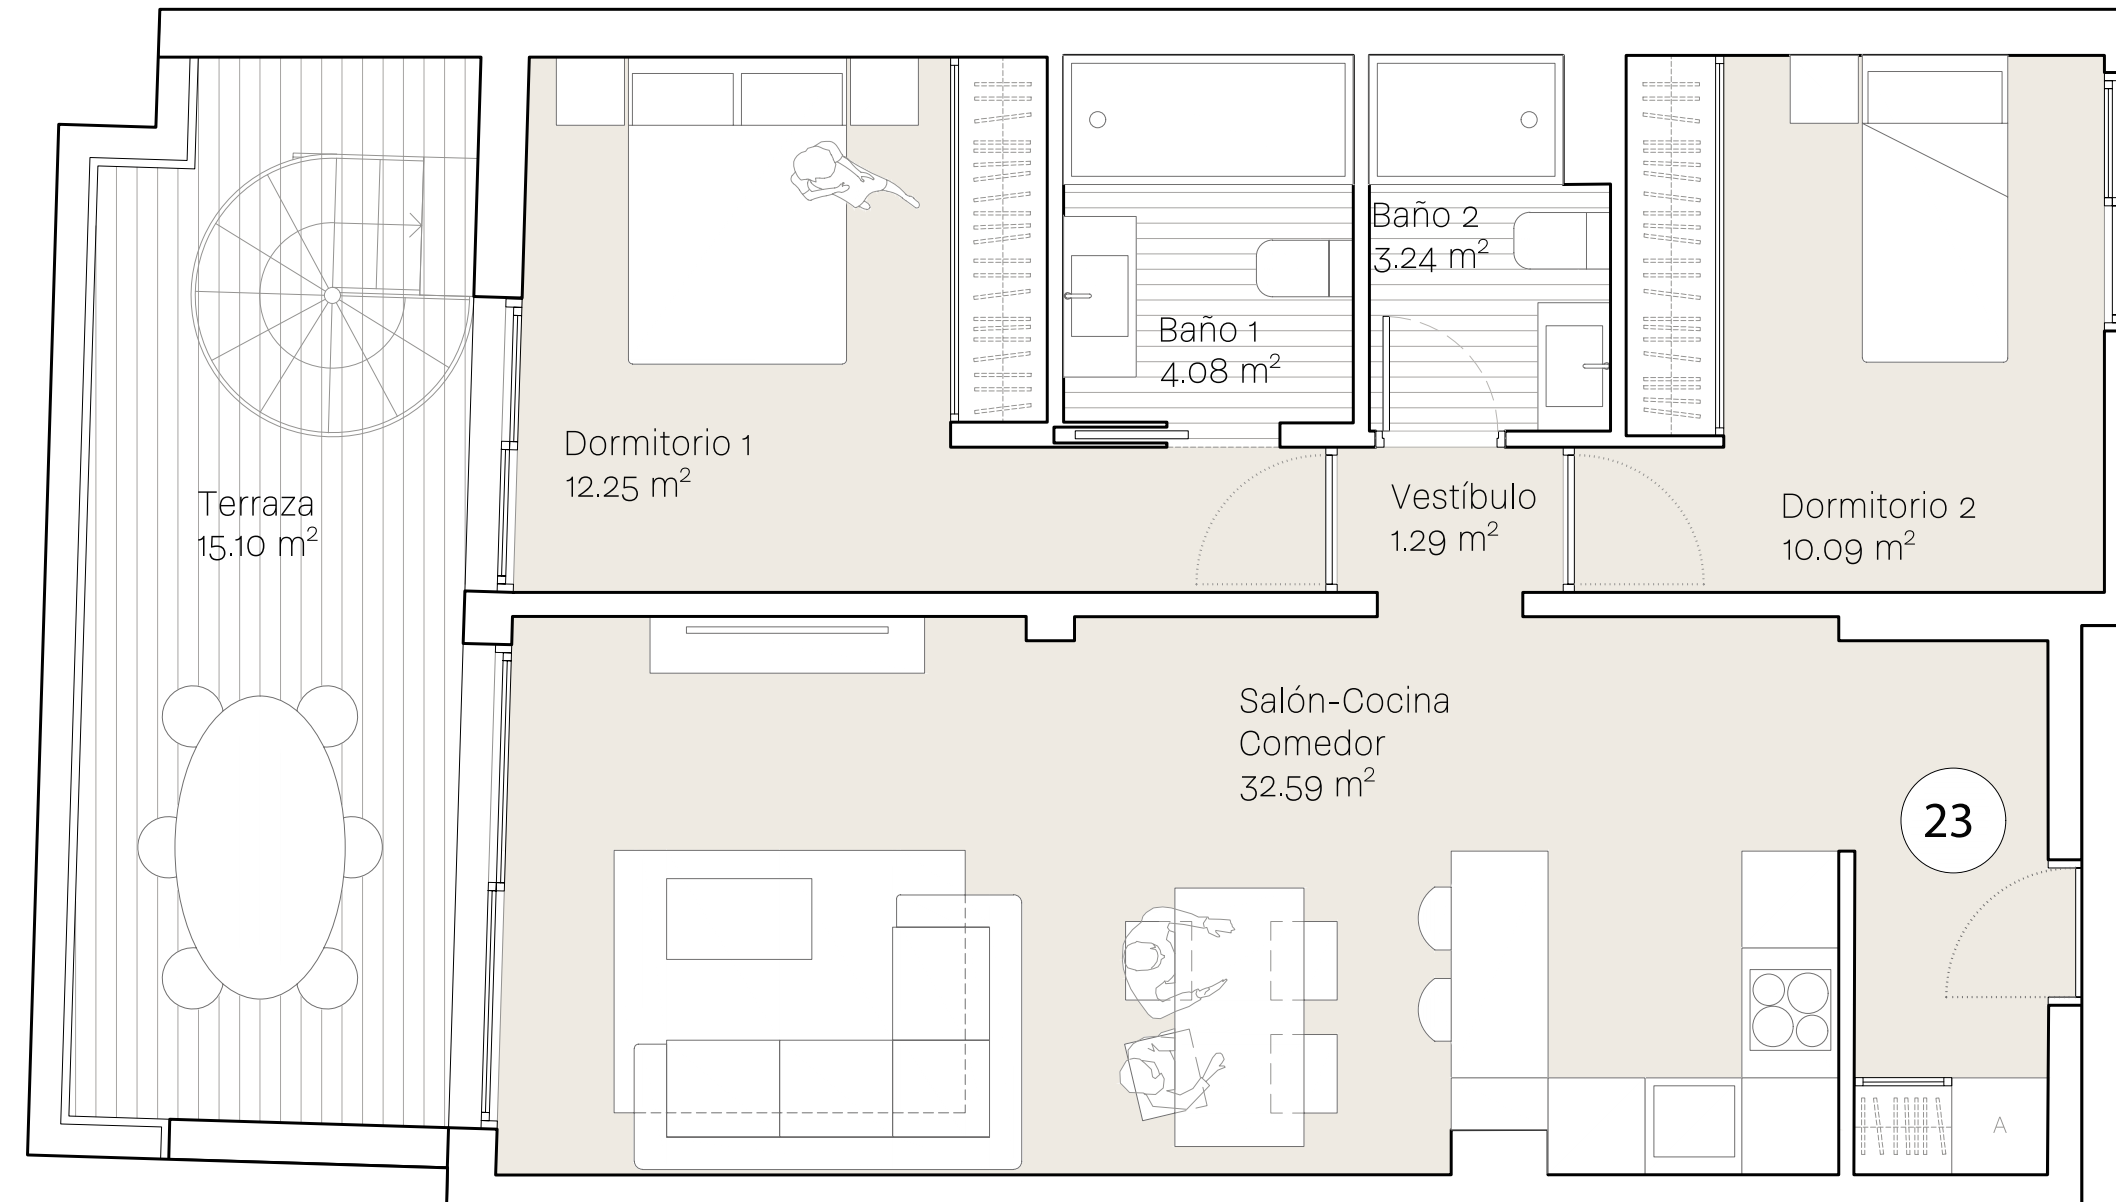 Baño 2
3.24 m²
Baño 1
4.08 m²
Dormitorio 1
12.25 m²
Terraza
15.10 m²
Vestíbulo
1.29 m²
Dormitorio 2
10.09 m²
Salón-Cocina
Comedor
32.59 m²
23
A